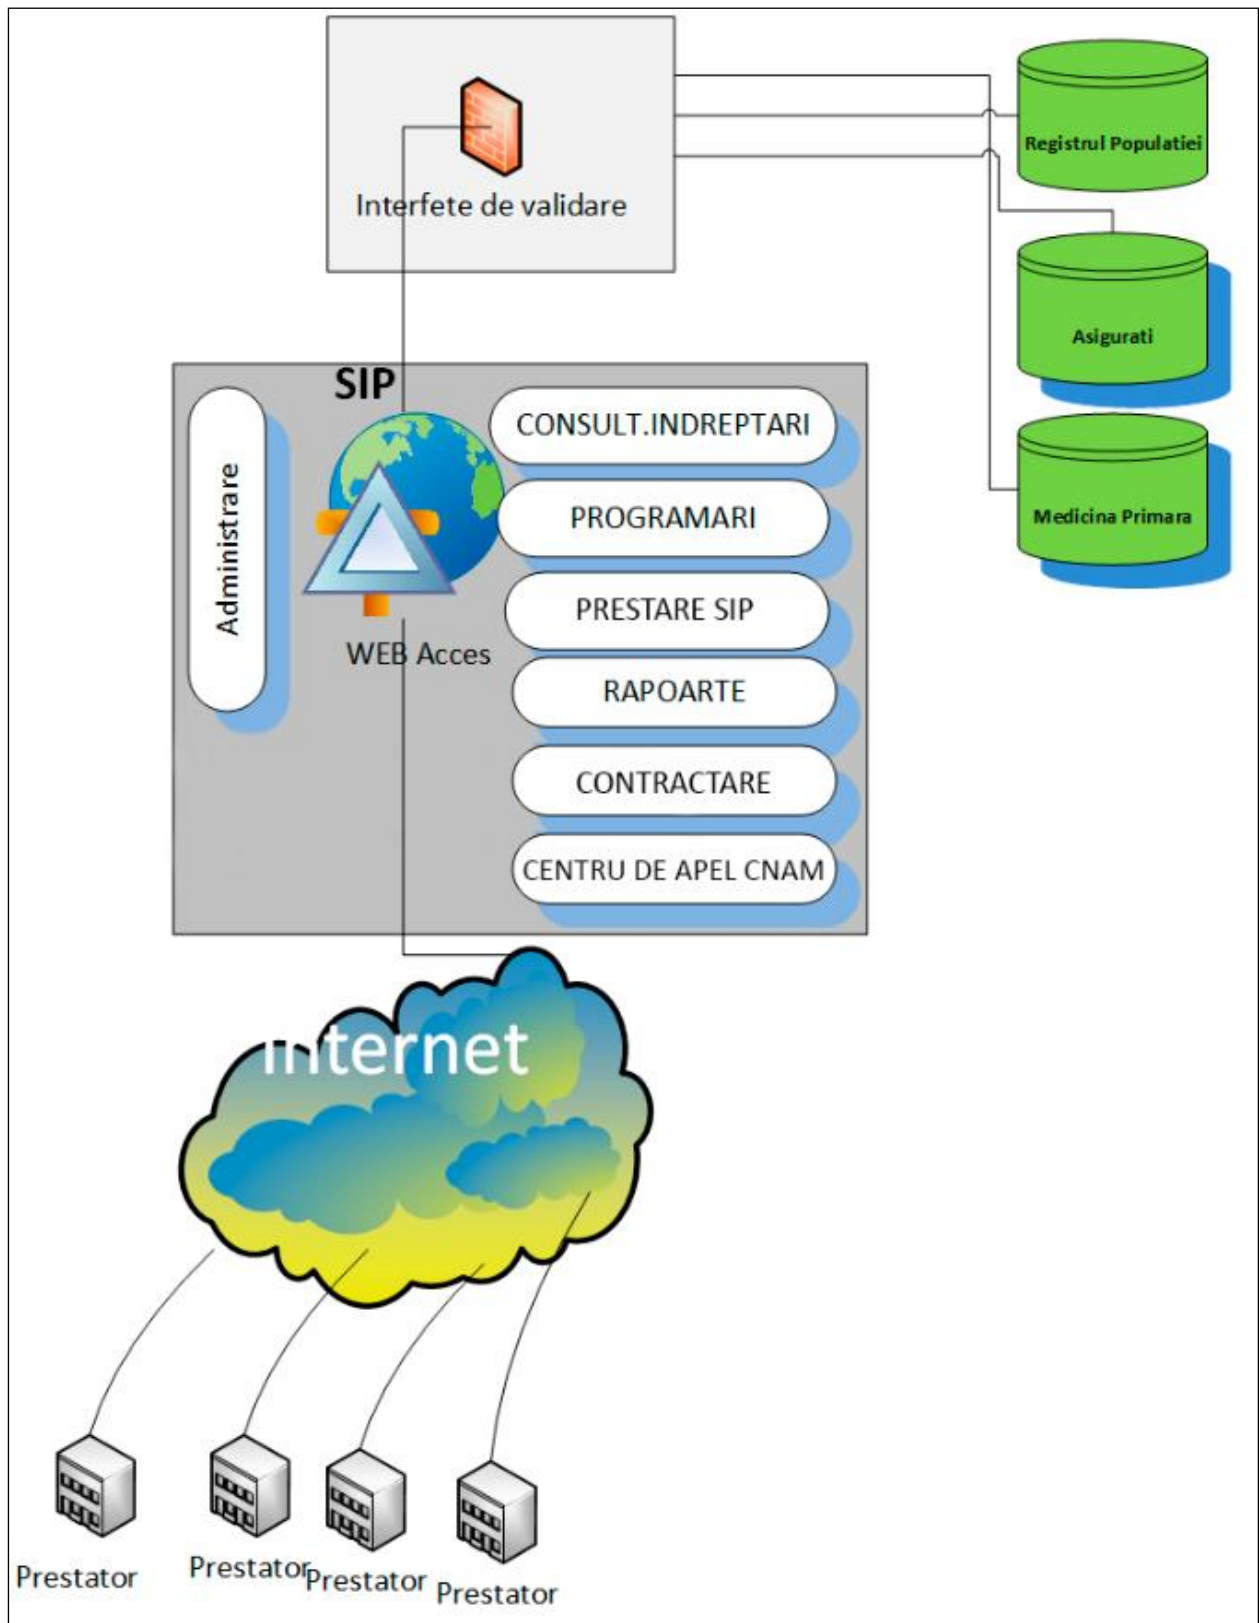 Interfete de validare
Registrul Populatiei
Asigurati
Medicina Primara
SIP
Administrare
WEB Acces
CONSULT.INDREPTARI
PROGRAMARI
PRESTARE SIP
RAPOARTE
CONTRACTARE
CENTRU DE APEL CNAM
Internet
Prestator
Prestator
Prestator
Prestator